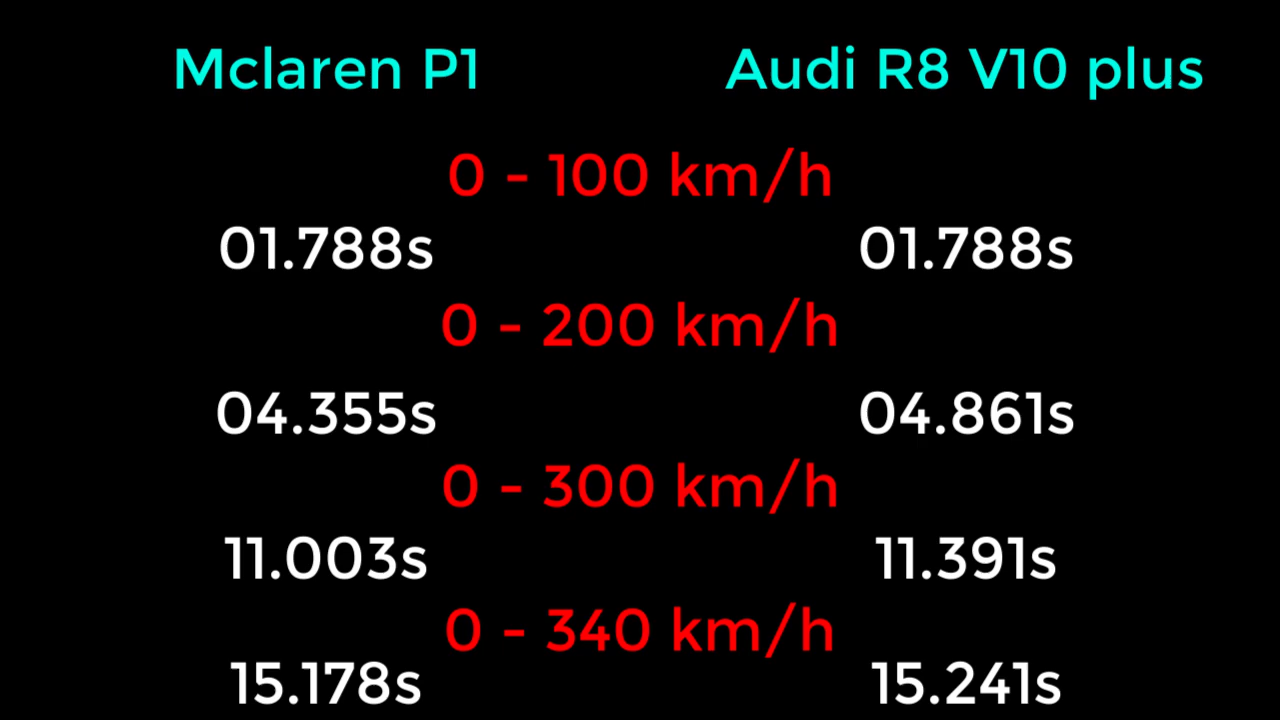 Mclaren P1 Audi R8 V10 plus
0 - 100 km/h
01.788s 01.788s
0 - 200 km/h
04.355s 04.861s
0 - 300 km/h
11.003s 11.391s
0 - 340 km/h
15.178s 15.241s